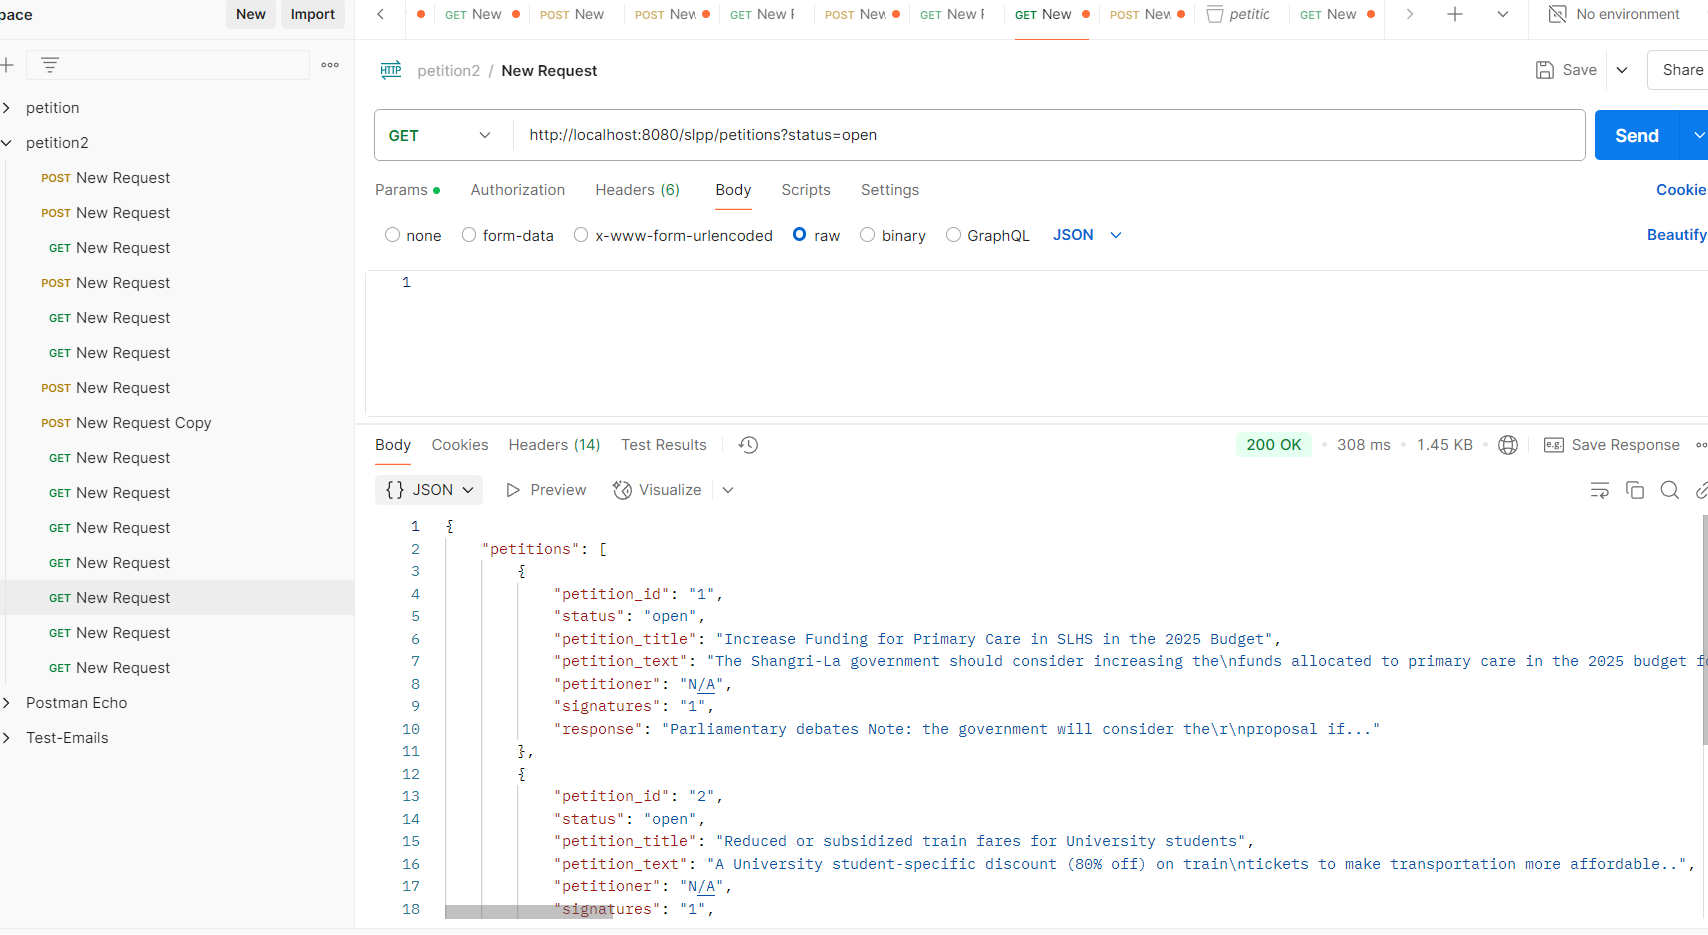 pace New Import GET New POST New POST New GET New POST New GET New GET New POST New petitic GET New No environment
petition2 / New Request Save Share
HTTP
petition
petition2
GET http://localhost:8080/slpp/petitions?status=open Send
POST New Request
POST New Request
GET New Request
POST New Request
GET New Request
GET New Request
POST New Request
POST New Request Copy
GET New Request
GET New Request
GET New Request
GET New Request
GET New Request
GET New Request
GET New Request
Postman Echo
Test-Emails
Params Authorization Headers (6) Body Scripts Settings Cookie
none form-data x-www-form-urlencoded raw binary GraphQL JSON Beautify
1
Body Cookies Headers (14) Test Results 200 OK 308 ms 1.45 KB e.g. Save Response
{} JSON Preview Visualize
1 {
2 "petitions": [
3 {
4 "petition_id": "1",
5 "status": "open",
6 "petition_title": "Increase Funding for Primary Care in SLHS in the 2025 Budget",
7 "petition_text": "The Shangri-La government should consider increasing the\nfunds allocated to primary care in the 2025 budget fo
8 "petitioner": "N/A",
9 "signatures": "1",
10 "response": "Parliamentary debates Note: the government will consider the\r\nproposal if..."
11 },
12 {
13 "petition_id": "2",
14 "status": "open",
15 "petition_title": "Reduced or subsidized train fares for University students",
16 "petition_text": "A University student-specific discount (80% off) on train\ntickets to make transportation more affordable..",
17 "petitioner": "N/A",
18 "signatures": "1",